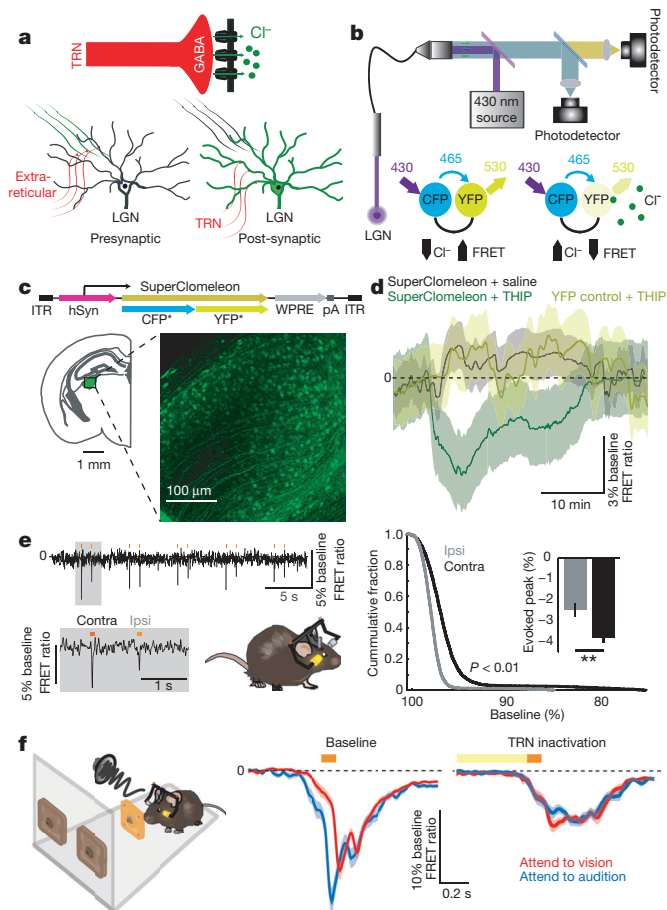 a
TRN
GABA
Cl⁻
Extra-
reticular
LGN
Presynaptic
TRN
LGN
Post-synaptic
b
Photodetector
430 nm
source
Photodetector
LGN
430
465
530
CFP
YFP
Cl⁻
FRET
430
465
530
CFP
YFP
Cl⁻
Cl⁻
FRET
c
SuperClomeleon
ITR
hSyn
WPRE
pA
ITR
CFP*
YFP*
1 mm
100 μm
d
SuperClomeleon + saline
SuperClomeleon + THIP
YFP control + THIP
0
3% baseline
FRET ratio
10 min
e
0
5% baseline
FRET ratio
5 s
Contra
Ipsi
5% baseline
FRET ratio
1 s
Cummulative fraction
1.0
0.8
0.6
0.4
0.2
0
Ipsi
Contra
P < 0.01
100
90
80
Baseline (%)
Evoked peak (%)
0
−1
−2
−3
−4
**
f
Baseline
TRN inactivation
0
10% baseline
FRET ratio
0.2 s
Attend to vision
Attend to audition